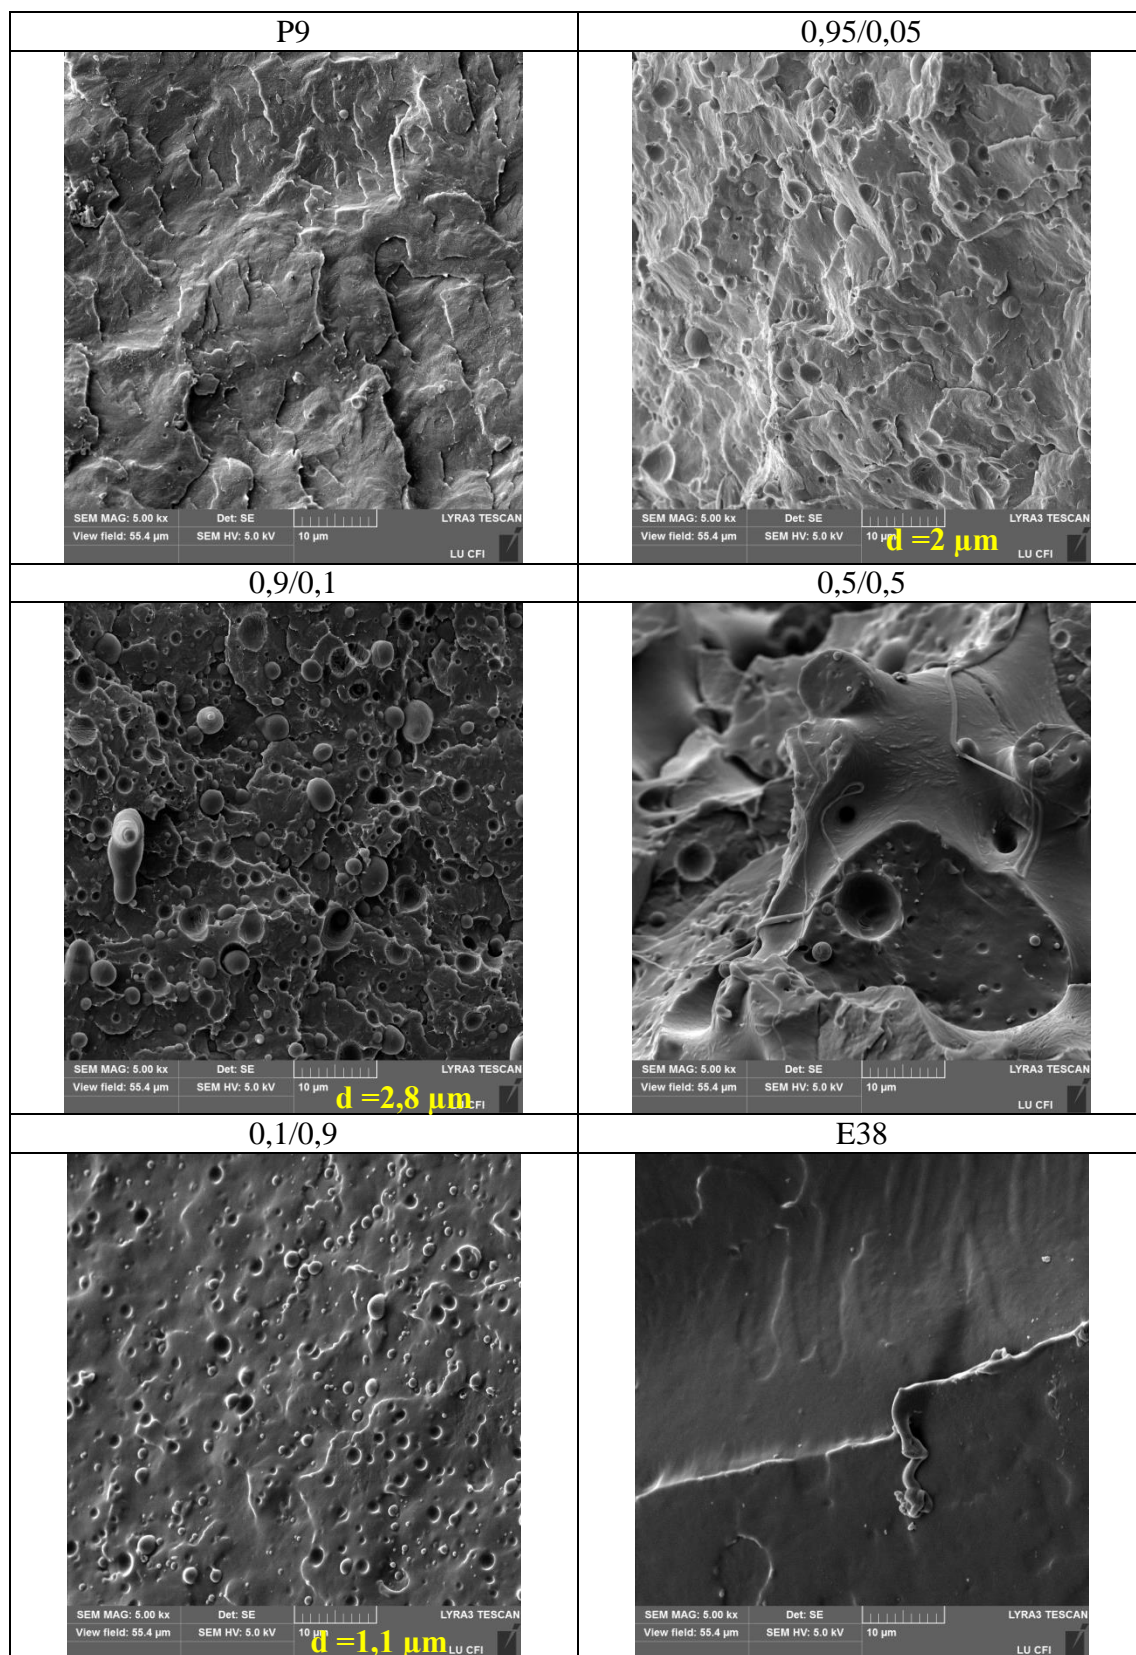 P9
0,95/0,05
SEM MAG: 5.00 kx Det: SE LYRA3 TESCAN
View field: 55.4 µm SEM HV: 5.0 kV 10 µm
LU CFI
SEM MAG: 5.00 kx Det: SE LYRA3 TESCAN
View field: 55.4 µm SEM HV: 5.0 kV 10 µm
d =2 µm
LU CFI
0,9/0,1
0,5/0,5
SEM MAG: 5.00 kx Det: SE LYRA3 TESCAN
View field: 55.4 µm SEM HV: 5.0 kV 10 µm
d =2,8 µm
LU CFI
SEM MAG: 5.00 kx Det: SE LYRA3 TESCAN
View field: 55.4 µm SEM HV: 5.0 kV 10 µm
LU CFI
0,1/0,9
E38
SEM MAG: 5.00 kx Det: SE LYRA3 TESCAN
View field: 55.4 µm SEM HV: 5.0 kV 10 µm
d =1,1 µm
LU CFI
SEM MAG: 5.00 kx Det: SE LYRA3 TESCAN
View field: 55.4 µm SEM HV: 5.0 kV 10 µm
LU CFI